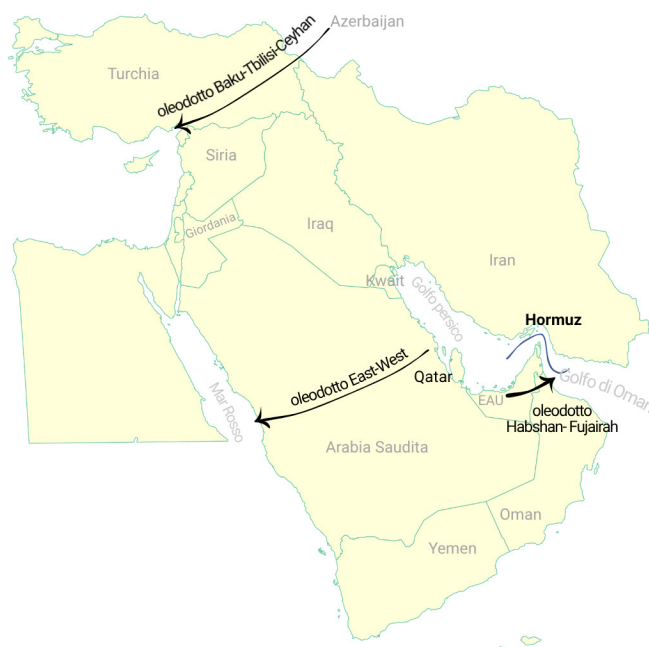 Azerbaijan
oleodotto Baku-Tbilisi-Ceyhan
Turchia
Siria
Giordania
Iraq
Kwait
Iran
Golfo persico
Hormuz
oleodotto East-West
Qatar
EAU
Golfo di Oman
oleodotto
Habshan- Fujairah
Mar Rosso
Arabia Saudita
Oman
Yemen